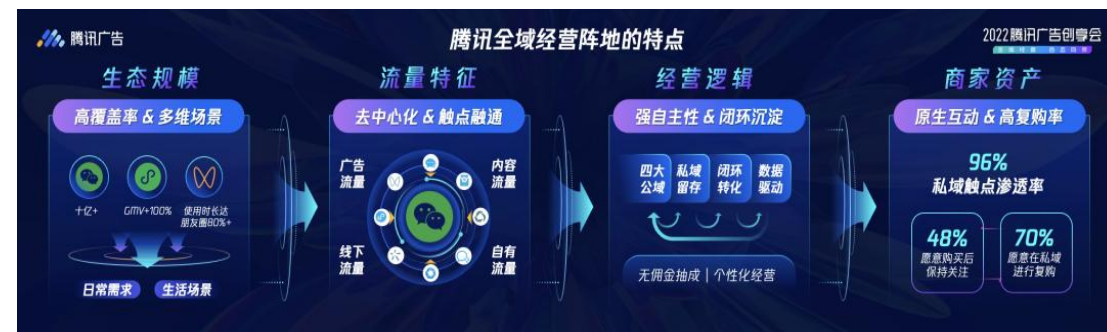 腾讯广告
腾讯全域经营阵地的特点
2022腾讯广告创享会
生态规模
高覆盖率 & 多维场景
十亿+
GMV+100%
使用时长达
朋友圈80%+
日常需求
生活场景
流量特征
去中心化 & 触点融通
广告
流量
内容
流量
线下
流量
自有
流量
经营逻辑
强自主性 & 闭环沉淀
四大
公域
私域
留存
闭环
转化
数据
驱动
无佣金抽成 | 个性化经营
商家资产
原生互动 & 高复购率
96%
私域触点渗透率
48%
愿意购买后
保持关注
70%
愿意在私域
进行复购